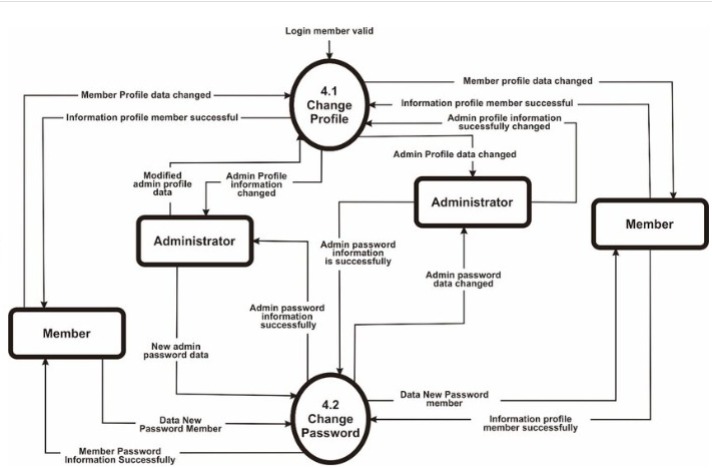 Login member valid
4.1
Change
Profile
Member Profile data changed
Information profile member successful
Member profile data changed
Information profile member successful
Admin profile information
sucessfully changed
Admin Profile data changed
Modified
admin profile
data
Admin Profile
information
changed
Administrator
Administrator
Member
Admin password
information
is successfully
Admin password
data changed
Admin password
information
successfully
Member
New admin
password data
4.2
Change
Password
Data New
Password Member
Data New Password
member
Information profile
member successfully
Member Password
Information Successfully